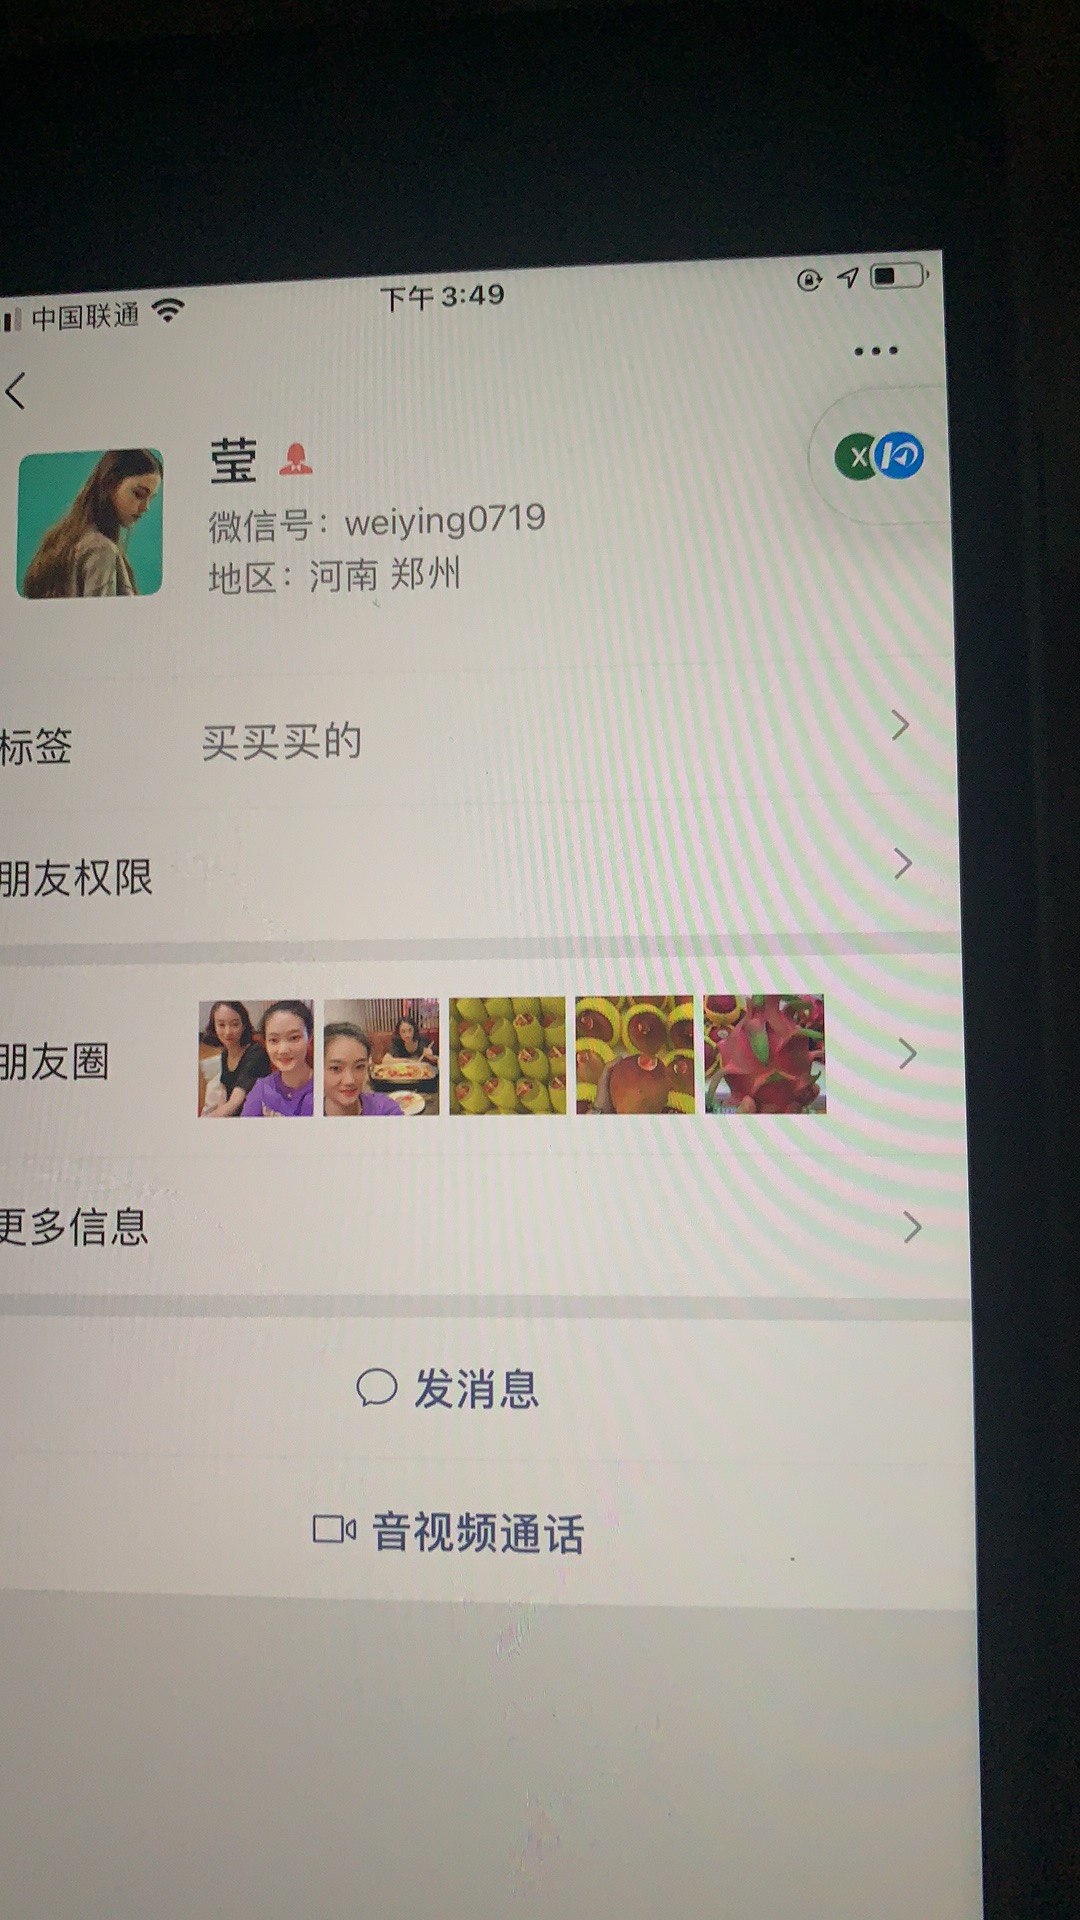 中国联通
下午 3:49
莹
微信号：weiying0719
地区：河南 郑州
标签 买买买的
朋友权限
朋友圈
更多信息
发消息
音视频通话